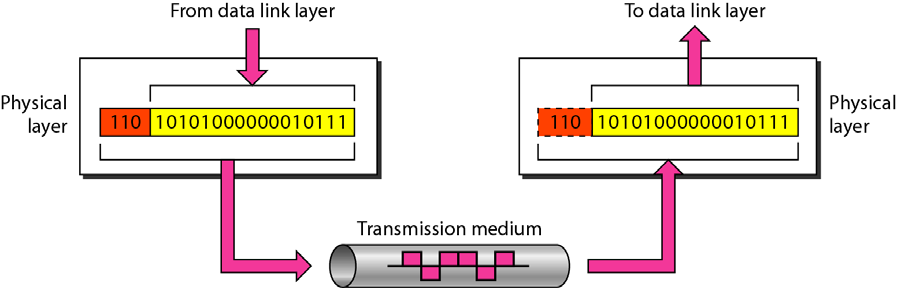 From data link layer
To data link layer
Physical
layer
110 10101000000010111
110 10101000000010111
Physical
layer
Transmission medium